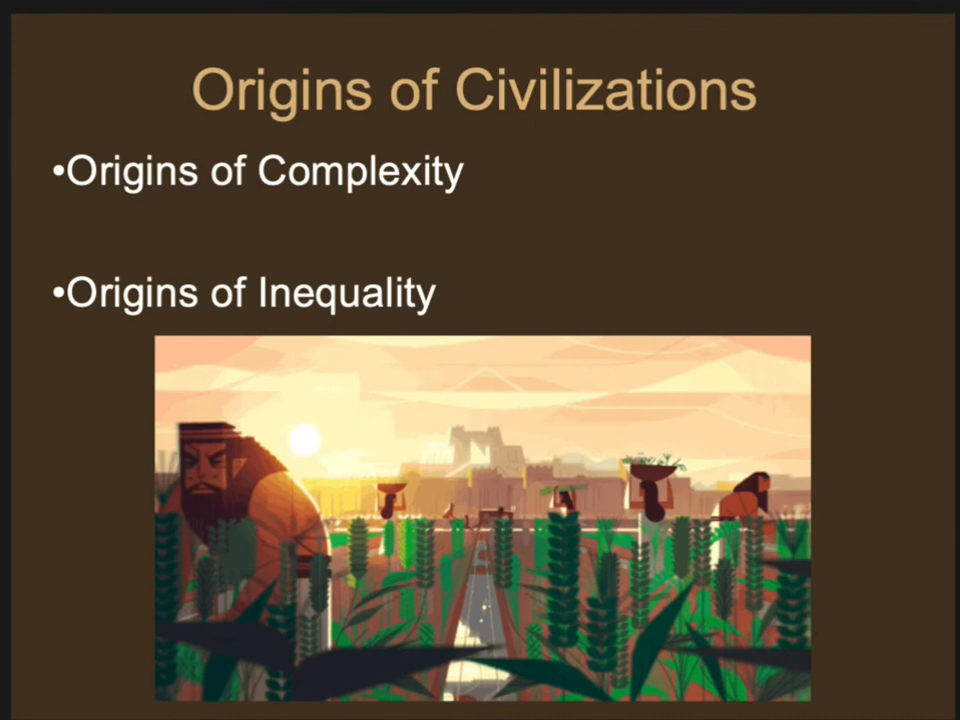 Origins of Civilizations
•Origins of Complexity
•Origins of Inequality